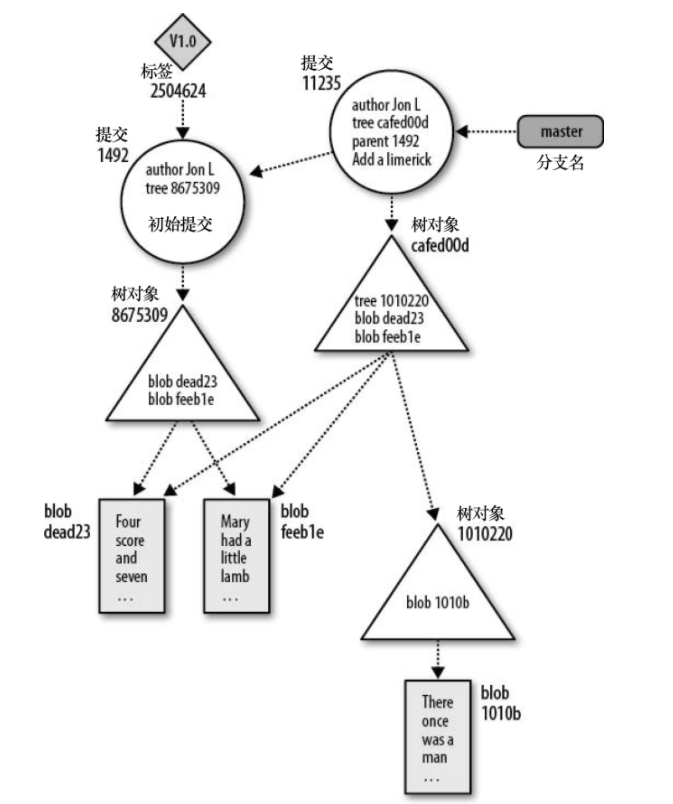 V1.0
标签
2504624
提交
1492
author Jon L
tree 8675309
初始提交
提交
11235
author Jon L
tree cafed00d
parent 1492
Add a limerick
master
分支名
树对象
8675309
blob dead23
blob feeb1e
树对象
cafed00d
tree 1010220
blob dead23
blob feeb1e
blob
dead23
Four
score
and
seven
...
Mary
had a
little
lamb
...
blob
feeb1e
树对象
1010220
blob 1010b
There
once
was a
man
...
blob
1010b